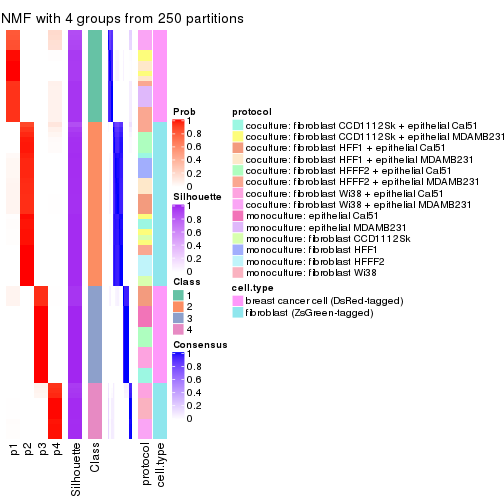 NMF with 4 groups from 250 partitions
Prob
1
0.8
0.6
0.4
0.2
0
Silhouette
1
0.8
0.6
0.4
0.2
0
Class
1
2
3
4
Consensus
1
0.8
0.6
0.4
0.2
0
protocol
coculture: fibroblast CCD1112Sk + epithelial Cal51
coculture: fibroblast CCD1112Sk + epithelial MDAMB231
coculture: fibroblast HFF1 + epithelial Cal51
coculture: fibroblast HFF1 + epithelial MDAMB231
coculture: fibroblast HFFF2 + epithelial Cal51
coculture: fibroblast HFFF2 + epithelial MDAMB231
coculture: fibroblast Wi38 + epithelial Cal51
coculture: fibroblast Wi38 + epithelial MDAMB231
monoculture: epithelial Cal51
monoculture: epithelial MDAMB231
monoculture: fibroblast CCD1112Sk
monoculture: fibroblast HFF1
monoculture: fibroblast HFFF2
monoculture: fibroblast Wi38
cell.type
breast cancer cell (DsRed-tagged)
fibroblast (ZsGreen-tagged)
p1
p2
p3
p4
Silhouette
Class
protocol
cell.type